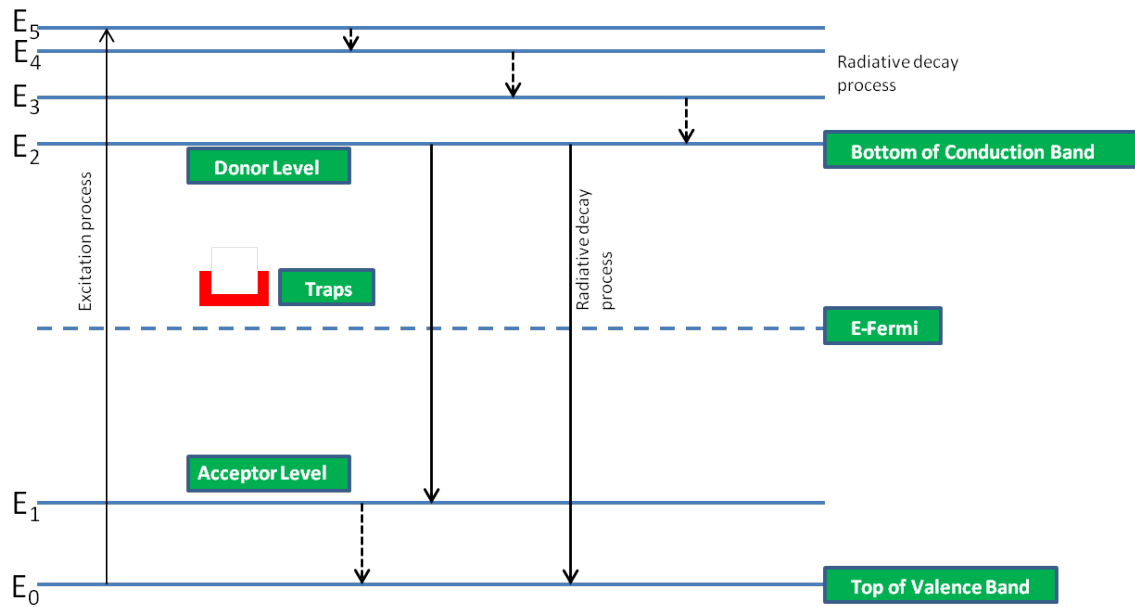 E5
E4
Radiative decay
process
E3
E2
Bottom of Conduction Band
Donor Level
Excitation process
Radiative decay
process
Traps
E-Fermi
Acceptor Level
E1
E0
Top of Valence Band